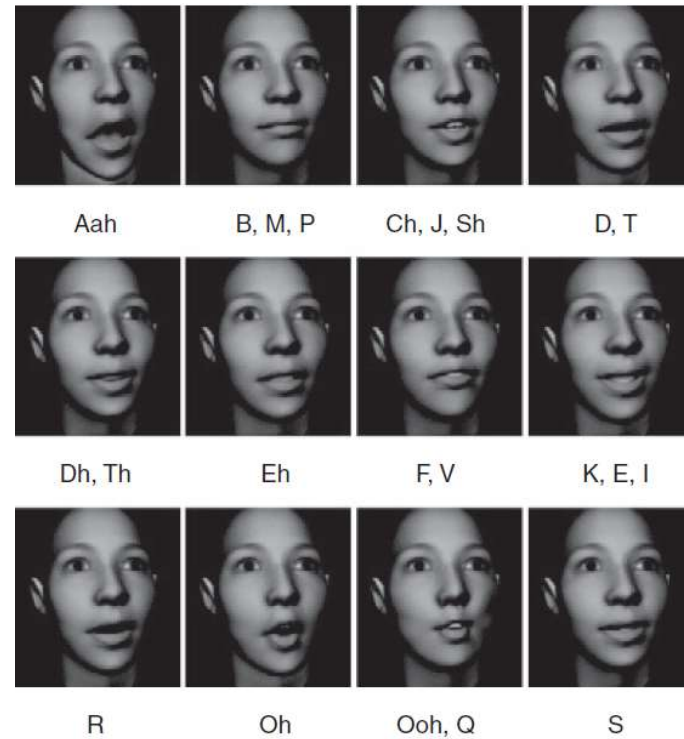 Aah B, M, P Ch, J, Sh D, T
Dh, Th Eh F, V K, E, I
R Oh Ooh, Q S